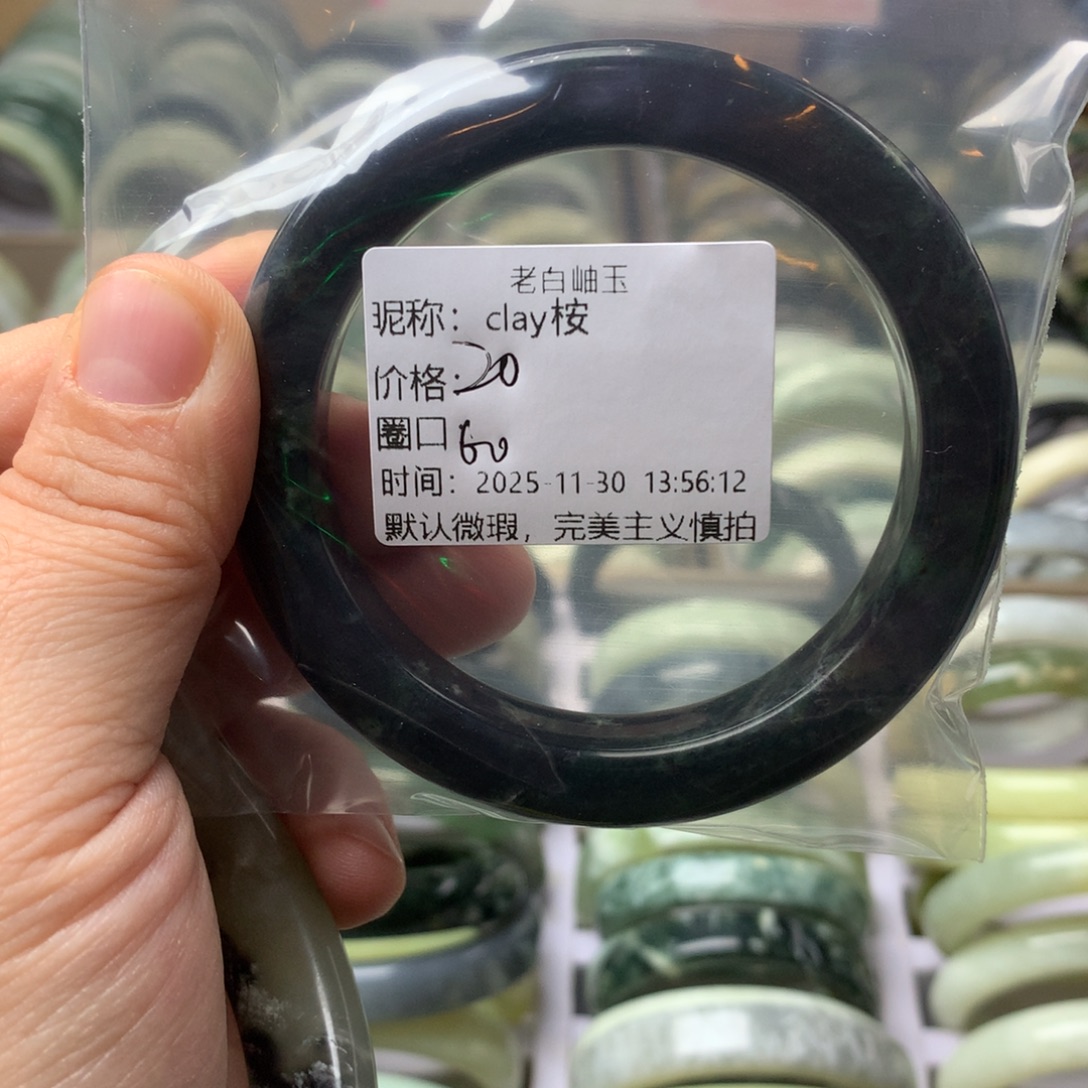 老白岫玉
昵称：clay桉
价格：20
圈口 60
时间：2025-11-30 13:56:12
默认微瑕，完美主义慎拍